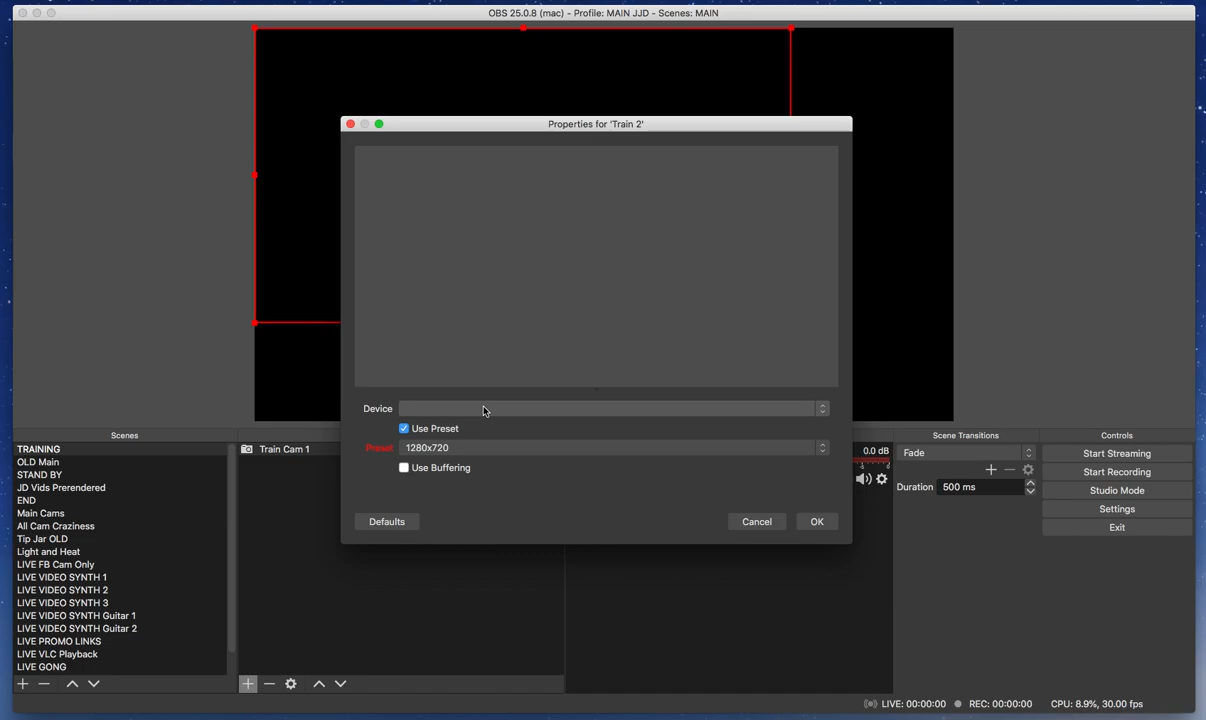 OBS 25.0.8 (mac) - Profile: MAIN JJD - Scenes: MAIN
Properties for 'Train 2'
Device
Use Preset
Preset 1280x720
Use Buffering
Defaults Cancel OK
Scenes
TRAINING
OLD Main
STAND BY
JD Vids Prerendered
END
Main Cams
All Cam Craziness
Tip Jar OLD
Light and Heat
LIVE FB Cam Only
LIVE VIDEO SYNTH 1
LIVE VIDEO SYNTH 2
LIVE VIDEO SYNTH 3
LIVE VIDEO SYNTH Guitar 1
LIVE VIDEO SYNTH Guitar 2
LIVE PROMO LINKS
LIVE VLC Playback
LIVE GONG
Train Cam 1
0.0 dB
Scene Transitions
Fade
Duration 500 ms
Controls
Start Streaming
Start Recording
Studio Mode
Settings
Exit
LIVE: 00:00:00 REC: 00:00:00 CPU: 8.9%, 30.00 fps